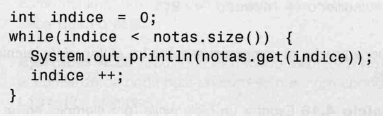 int indice = 0;
while(indice < notas.size()) {
System.out.println(notas.get(indice));
indice ++;
}